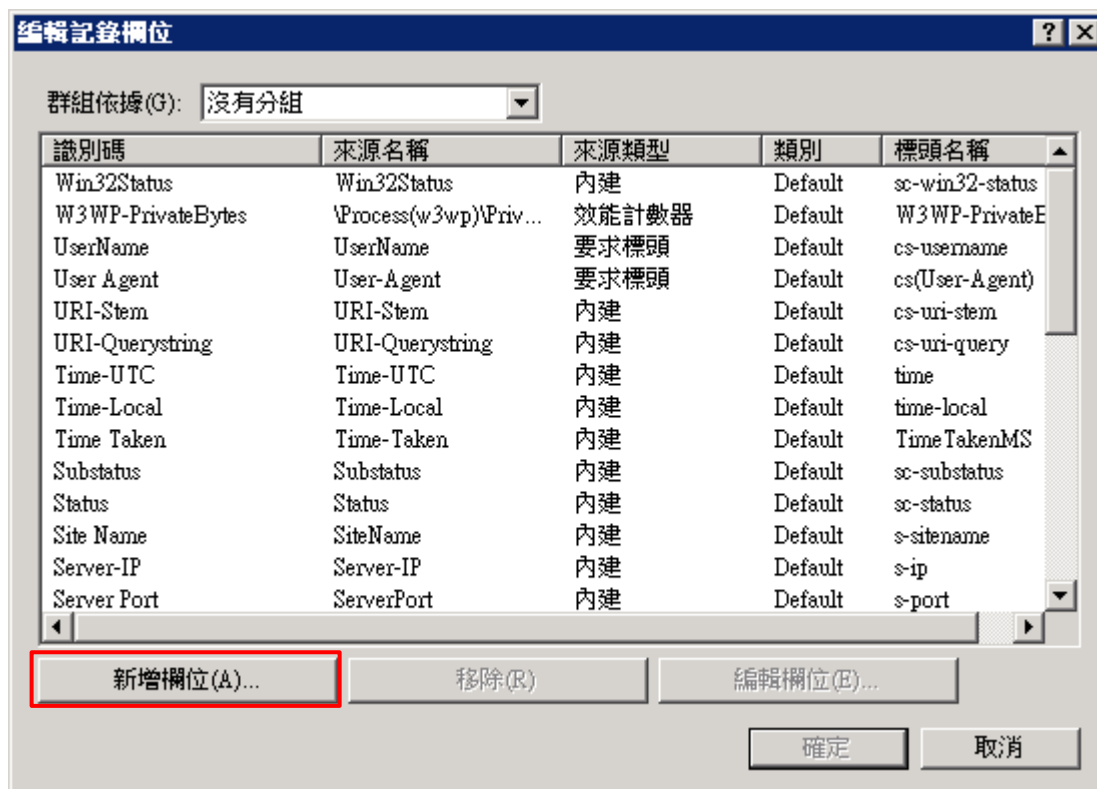 編輯記錄欄位
群組依據(G): 沒有分組
識別碼 來源名稱 來源類型 類別 標頭名稱
Win32Status Win32Status 內建 Default sc-win32-status
W3WP-PrivateBytes \Process(w3wp)\Priv... 效能計數器 Default W3WP-PrivateB
UserName UserName 要求標頭 Default cs-username
User Agent User-Agent 要求標頭 Default cs(User-Agent)
URI-Stem URI-Stem 內建 Default cs-uri-stem
URI-Querystring URI-Querystring 內建 Default cs-uri-query
Time-UTC Time-UTC 內建 Default time
Time-Local Time-Local 內建 Default time-local
Time Taken Time-Taken 內建 Default TimeTakenMS
Substatus Substatus 內建 Default sc-substatus
Status Status 內建 Default sc-status
Site Name SiteName 內建 Default s-sitename
Server-IP Server-IP 內建 Default s-ip
Server Port ServerPort 內建 Default s-port
新增欄位(A)... 移除(R) 編輯欄位(E)...
確定 取消